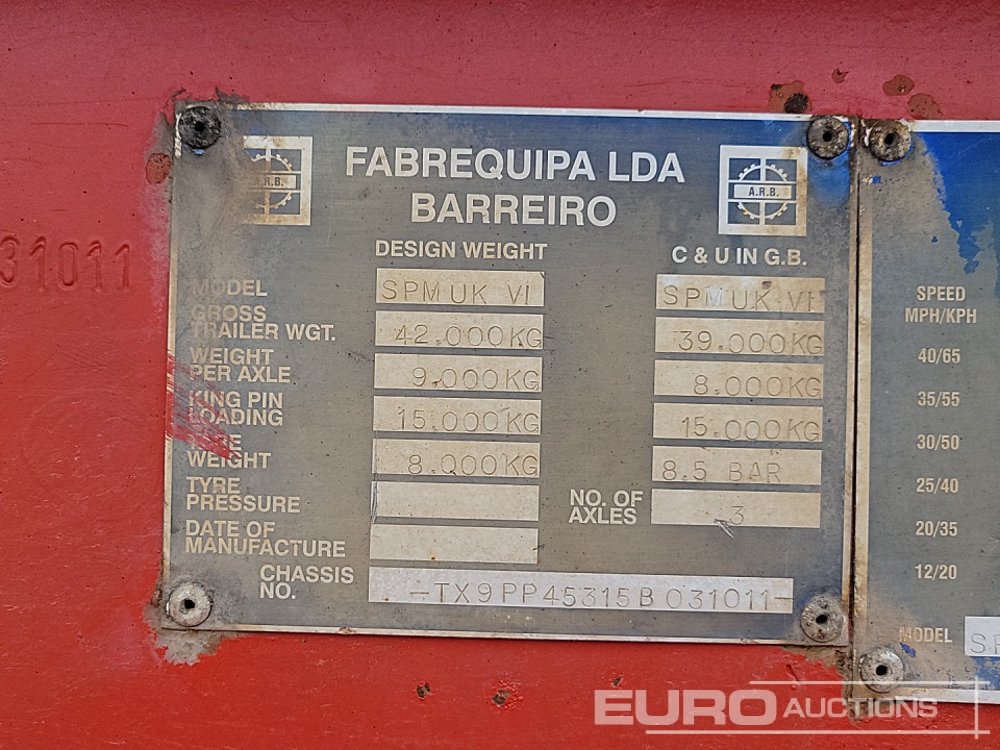 FABREQUIPA LDA
BARREIRO
A.R.B.
A.R.B.
DESIGN WEIGHT C & U IN G.B.
MODEL SPM UK VI SPM UK VI
GROSS
TRAILER WGT. 42.000KG 39.000KG
WEIGHT
PER AXLE 9.000KG 8.000KG
KING PIN
LOADING 15.000KG 15.000KG
WEIGHT 8.000KG 8.5 BAR
TYRE
PRESSURE
NO. OF
AXLES 3
DATE OF
MANUFACTURE
CHASSIS
NO. -TX9PP45315B031011-
31011
SPEED
MPH/KPH
40/65
35/55
30/50
25/40
20/35
12/20
MODEL
EURO AUCTIONS